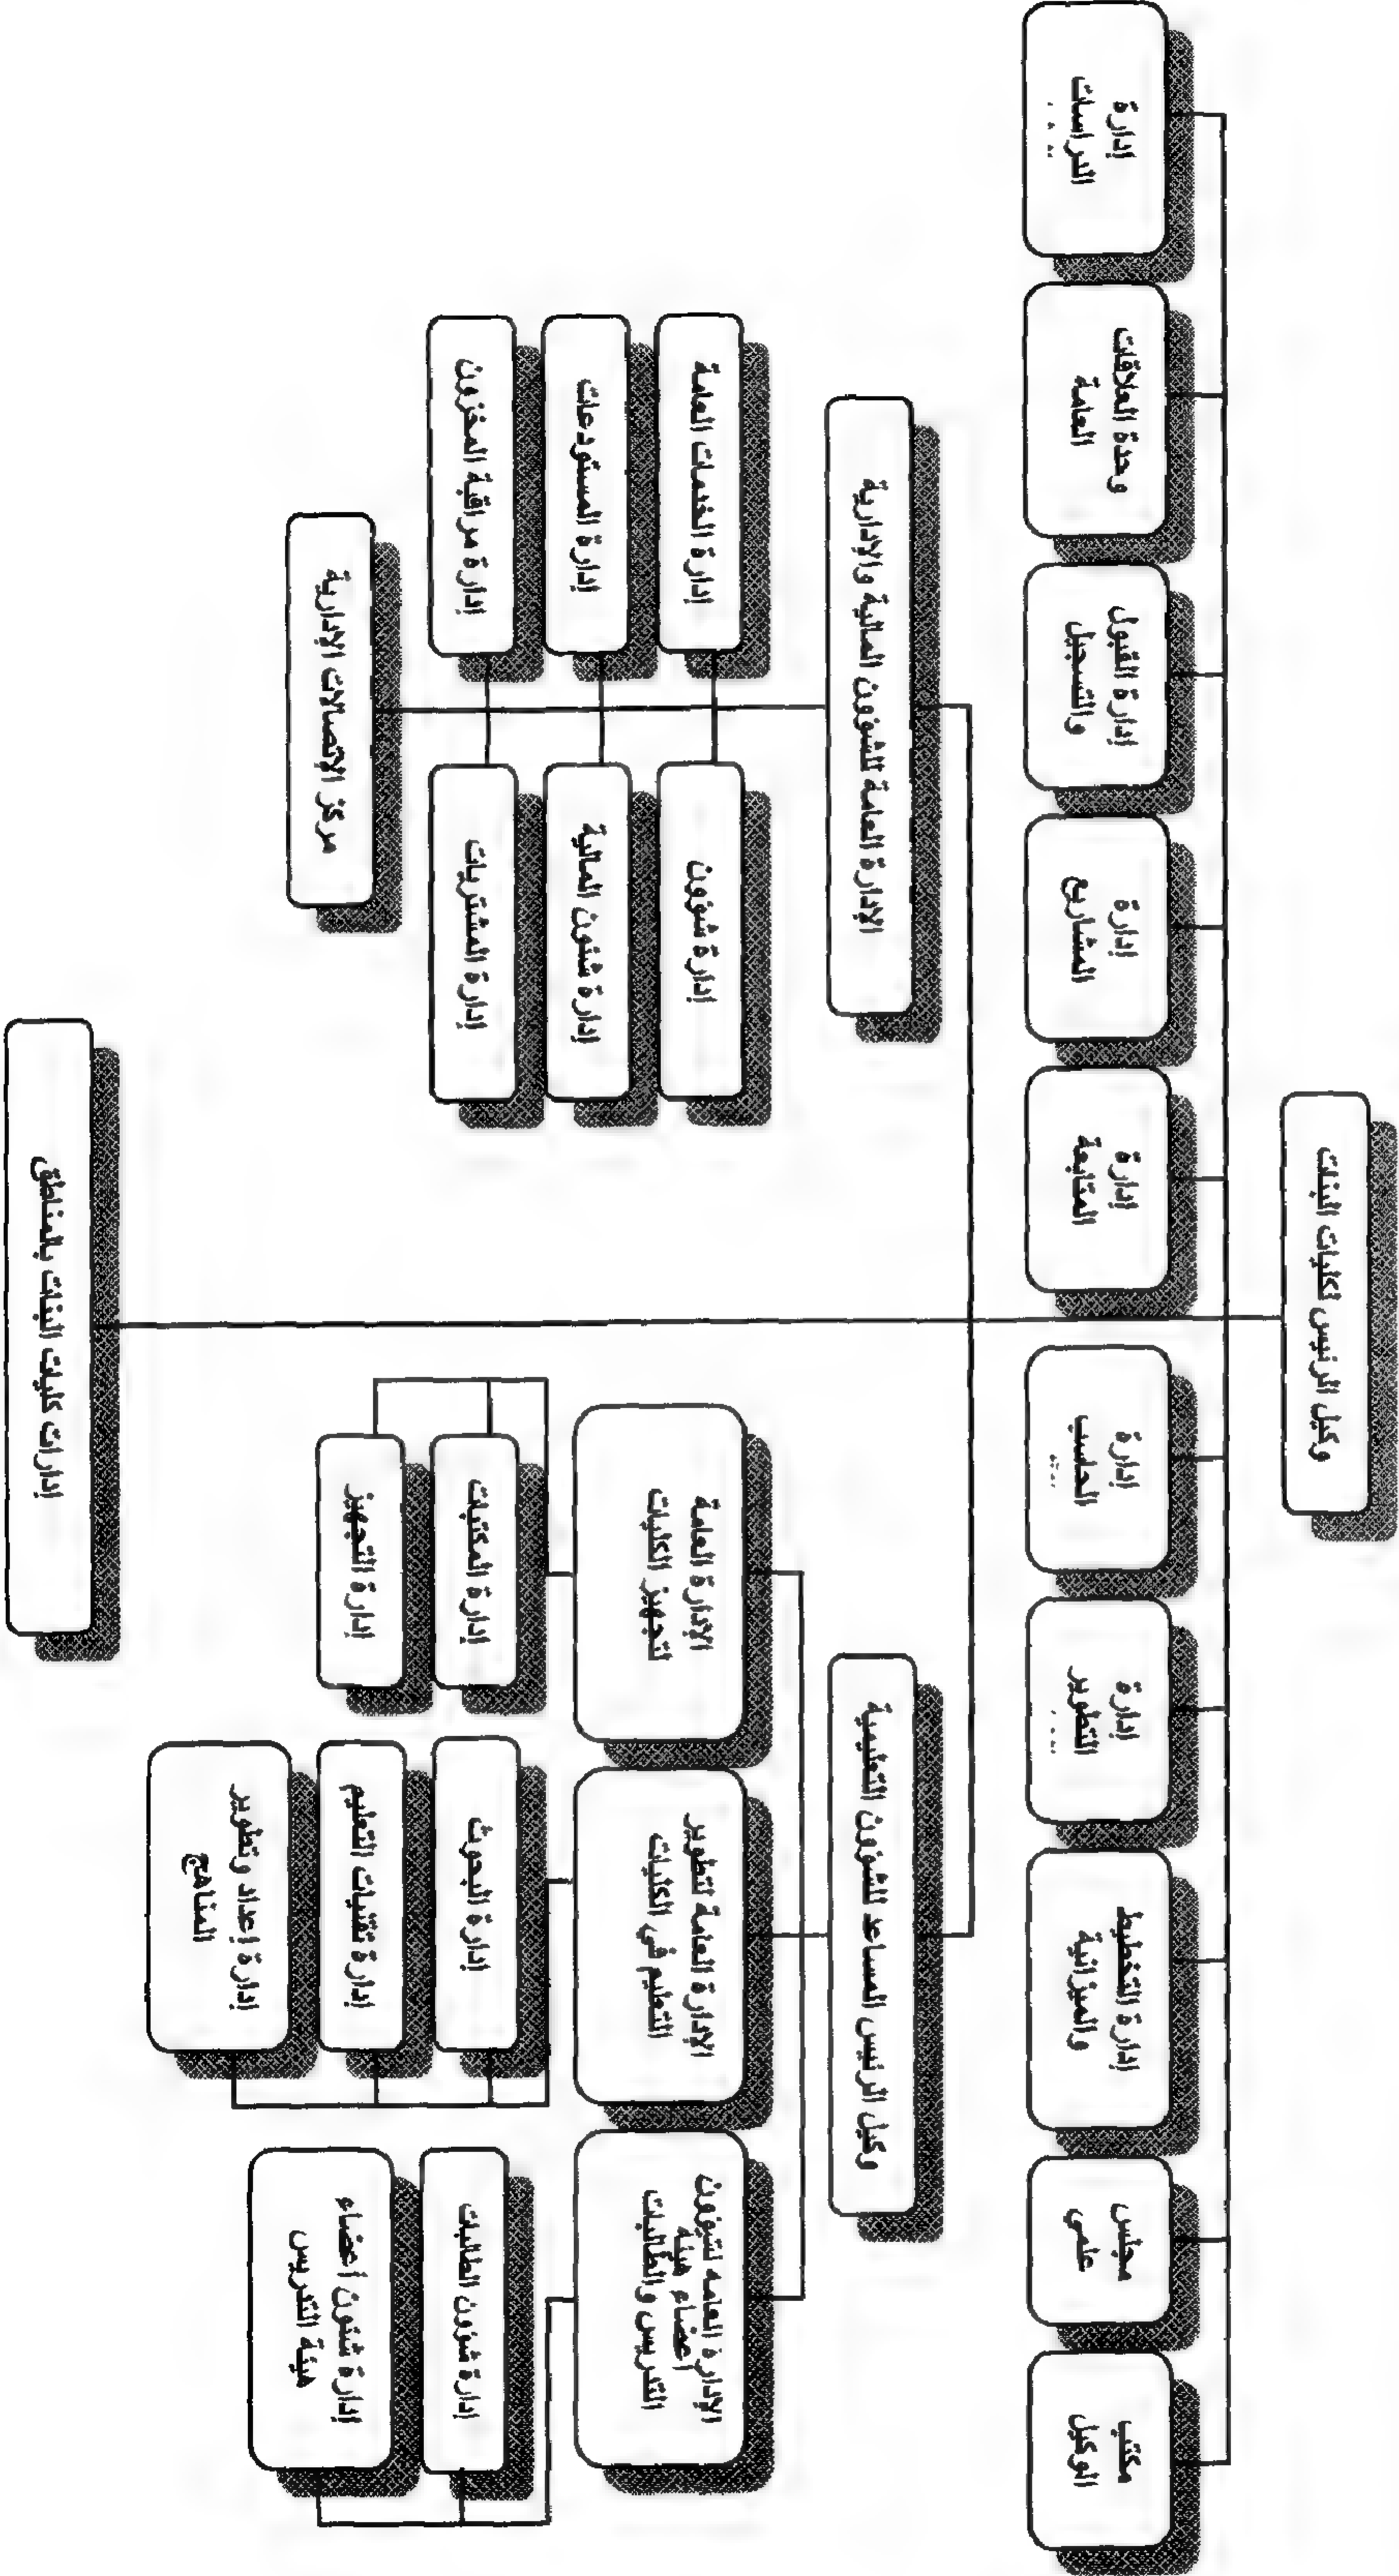 وكيل الرئيس لكليات البنات
مكتب
الوكيل
مجلس
علمي
إدارة التخطيط
والميزانية
إدارة
التطوير
إدارة
الحاسب
إدارة
المتابعة
إدارة
المشاريع
إدارة القبول
والتسجيل
وحدة العلاقات
العامة
إدارة
الدراسات
وكيل الرئيس المساعد للشؤون التعليمية
الإدارة العامة للشؤون المالية والإدارية
الإدارة العامة لشؤون
أعضاء هيئة
التدريس والطالبات
الإدارة العامة لتطوير
التعليم في الكليات
الإدارة العامة
لتجهيز الكليات
إدارة شؤون الطالبات
إدارة شئون أعضاء
هيئة التدريس
إدارة البحوث
إدارة تقنيات التعليم
إدارة إعداد وتطوير
المناهج
إدارة المكتبات
إدارة التجهيز
إدارة شؤون
إدارة الخدمات العامة
إدارة شئون المالية
إدارة المستودعات
إدارة المشتريات
إدارة مراقبة المخزون
مركز الإتصالات الإدارية
إدارات كليات البنات بالمناطق